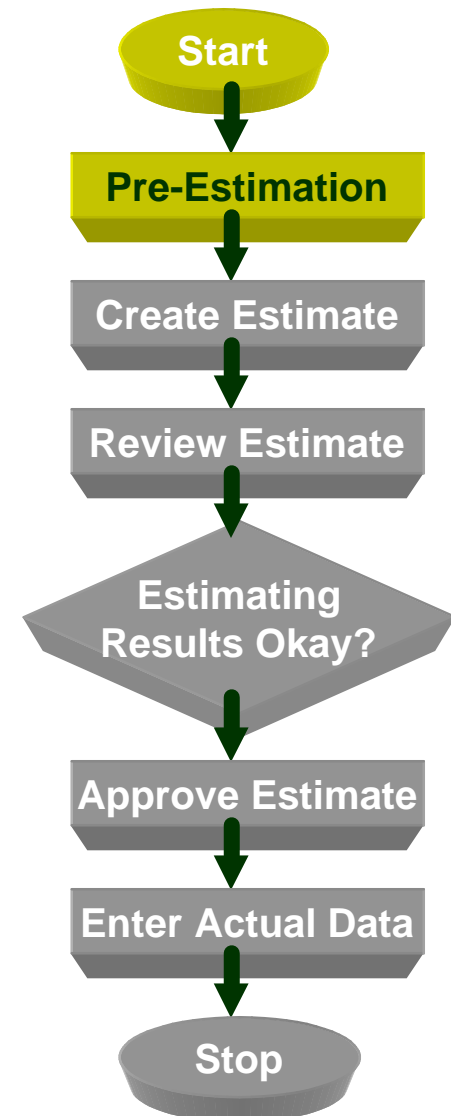 Start
Pre-Estimation
Create Estimate
Review Estimate
Estimating
Results Okay?
Approve Estimate
Enter Actual Data
Stop